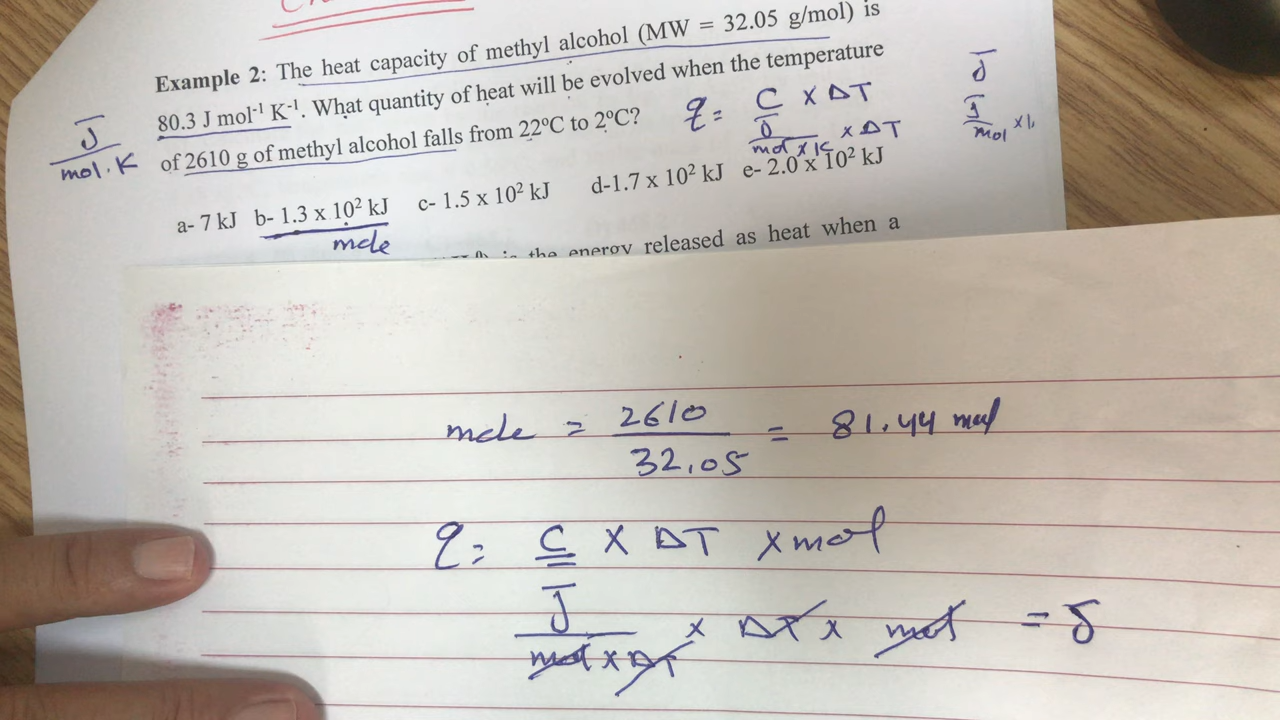 Example 2: The heat capacity of methyl alcohol (MW = 32.05 g/mol) is
80.3 J mol⁻¹ K⁻¹. What quantity of heat will be evolved when the temperature
of 2610 g of methyl alcohol falls from 22°C to 2°C?
J
mol.K
q = C x ΔT
J
mol x K
x ΔT
J
J
mol
a- 7 kJ b- 1.3 x 10² kJ c- 1.5 x 10² kJ d-1.7 x 10² kJ e- 2.0 x 10² kJ
mole
is the energy released as heat when a
mole = 2610
32.05
= 81.44 mol
q = C x ΔT x mol
J
mol x ΔT
x ΔT x mol = J